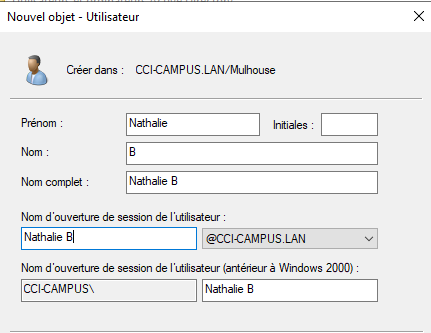 Nouvel objet - Utilisateur
Créer dans : CCI-CAMPUS.LAN/Mulhouse
Prénom : Nathalie Initiales :
Nom : B
Nom complet : Nathalie B
Nom d'ouverture de session de l'utilisateur :
Nathalie B @CCI-CAMPUS.LAN
Nom d'ouverture de session de l'utilisateur (antérieur à Windows 2000) :
CCI-CAMPUS\ Nathalie B